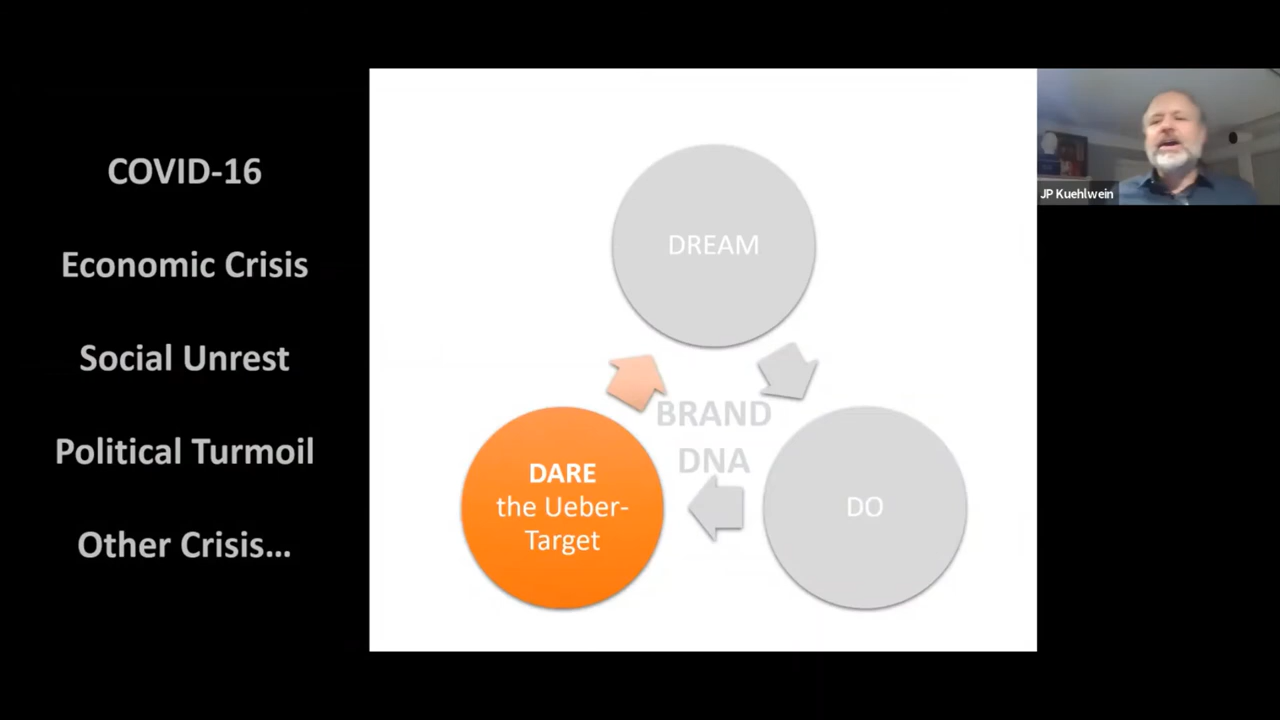 COVID-16
Economic Crisis
Social Unrest
Political Turmoil
Other Crisis...
DREAM
BRAND
DNA
DARE
the Ueber-
Target
DO
JP Kuehlwein